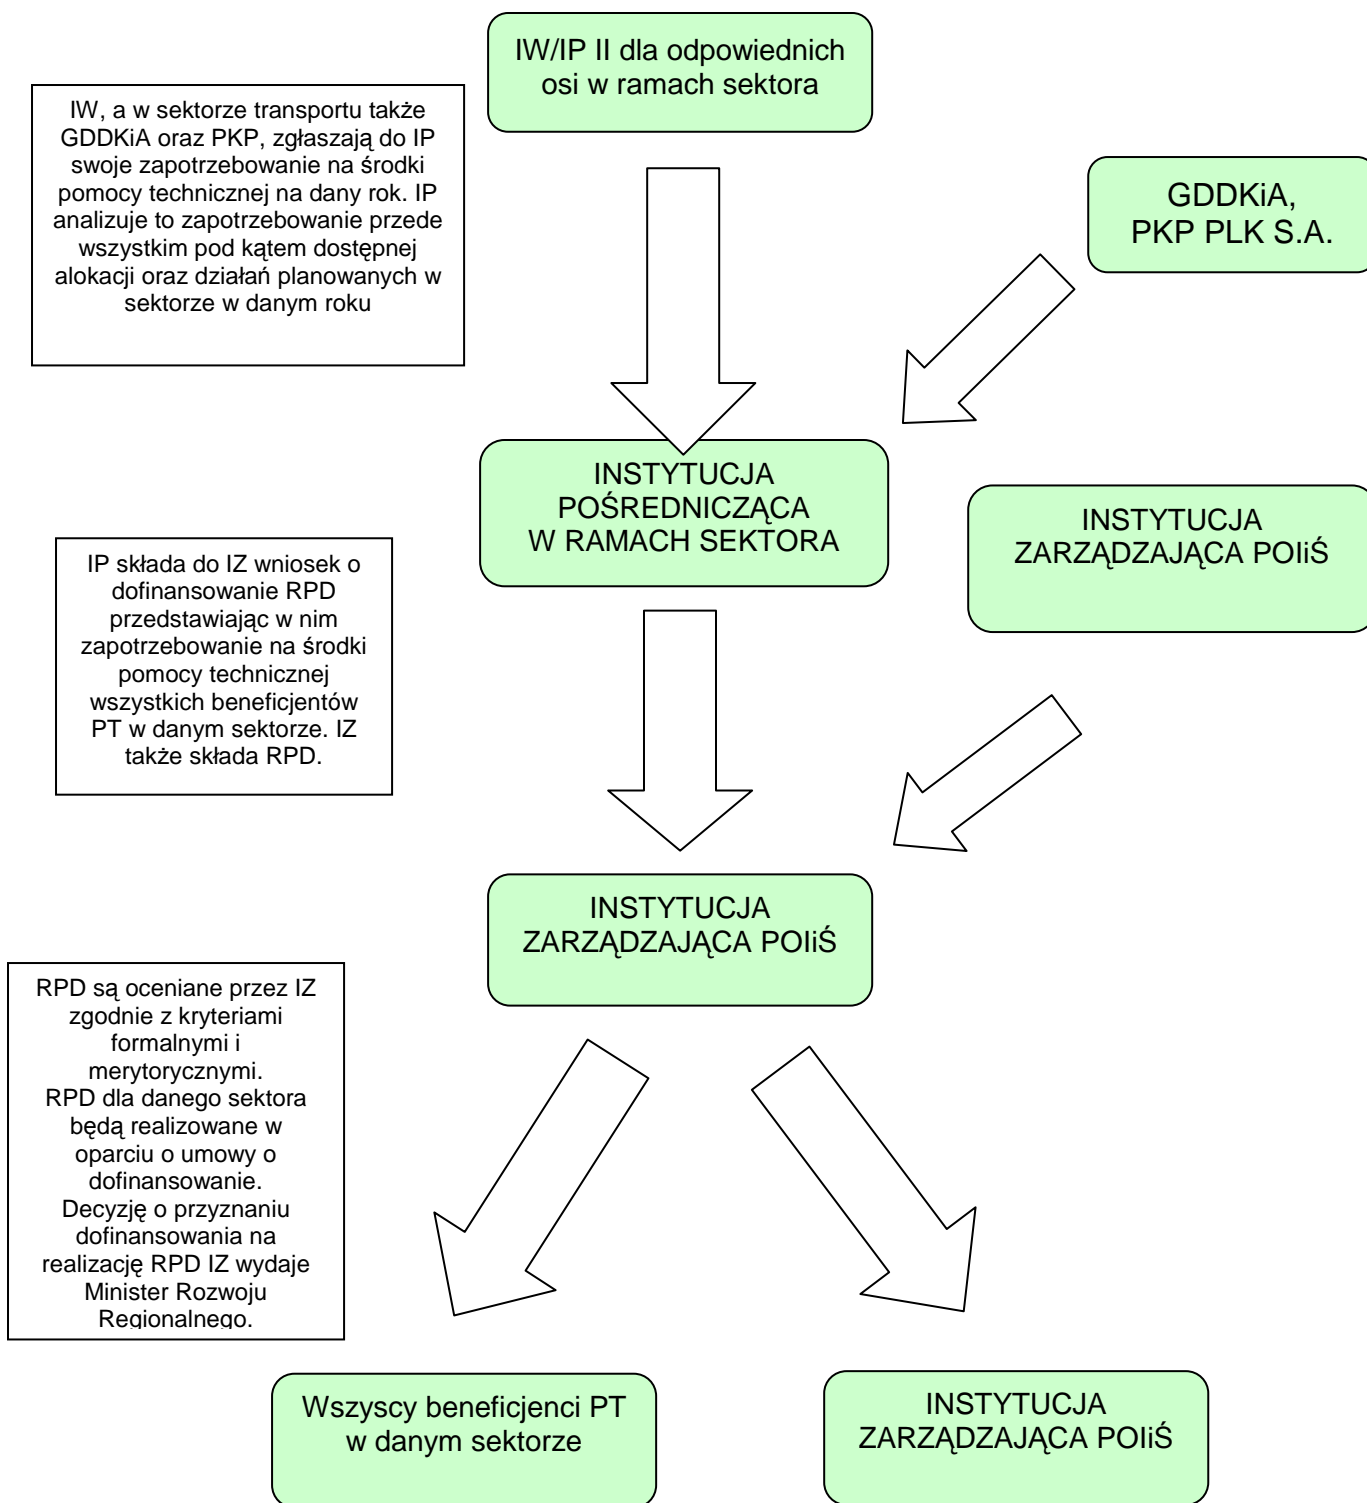 IW/IP II dla odpowiednich
osi w ramach sektora
IW, a w sektorze transportu także
GDDKiA oraz PKP, zgłaszają do IP
swoje zapotrzebowanie na środki
pomocy technicznej na dany rok. IP
analizuje to zapotrzebowanie przede
wszystkim pod kątem dostępnej
alokacji oraz działań planowanych w
sektorze w danym roku
GDDKiA,
PKP PLK S.A.
INSTYTUCJA
POŚREDNICZĄCA
W RAMACH SEKTORA
INSTYTUCJA
ZARZĄDZAJĄCA POIiŚ
IP składa do IZ wniosek o
dofinansowanie RPD
przedstawiając w nim
zapotrzebowanie na środki
pomocy technicznej
wszystkich beneficjentów
PT w danym sektorze. IZ
także składa RPD.
INSTYTUCJA
ZARZĄDZAJĄCA POIiŚ
RPD są oceniane przez IZ
zgodnie z kryteriami
formalnymi i
merytorycznymi.
RPD dla danego sektora
będą realizowane w
oparciu o umowy o
dofinansowanie.
Decyzję o przyznaniu
dofinansowania na
realizację RPD IZ wydaje
Minister Rozwoju
Regionalnego.
Wszyscy beneficjenci PT
w danym sektorze
INSTYTUCJA
ZARZĄDZAJĄCA POIiŚ